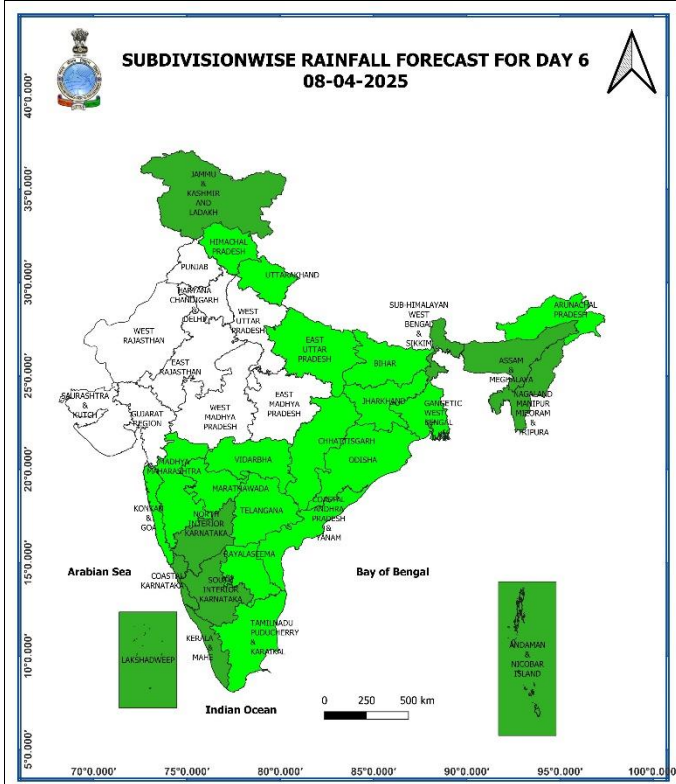 SUBDIVISIONWISE RAINFALL FORECAST FOR DAY 6
08-04-2025
40°0.000'
35°0.000'
30°0.000'
25°0.000'
20°0.000'
15°0.000'
10°0.000'
5°0.000'
JAMMU
&
KASHMIR
AND
LADAKH
HIMACHAL
PRADESH
PUNJAB
UTTARAKHAND
HARYANA
CHANDIGARH
&
DELHI
WEST
UTTAR
PRADESH
WEST
RAJASTHAN
EAST
RAJASTHAN
EAST
UTTAR
PRADESH
SUB-HIMALAYAN
WEST
BENGAL
&
SIKKIM
ARUNACHAL
PRADESH
BIHAR
ASSAM
&
MEGHALAYA
NAGALAND
MANIPUR
MIZORAM
&
TRIPURA
SAURASHTRA
&
KUTCH
GUJARAT
REGION
WEST
MADHYA
PRADESH
EAST
MADHYA
PRADESH
JHARKHAND
GANGETIC
WEST
BENGAL
CHHATTISGARH
ODISHA
MADHYA
MAHARASHTRA
VIDARBHA
MARATHAWADA
KONKAN
&
GOA
TELANGANA
COASTAL
ANDHRA
PRADESH
&
YANAM
NORTH
INTERIOR
KARNATAKA
RAYALASEEMA
Arabian Sea
Bay of Bengal
COASTAL
KARNATAKA
SOUTH
INTERIOR
KARNATAKA
TAMILNADU
PUDUCHERRY
&
KARAIKAL
KERALA
&
MAHE
LAKSHADWEEP
ANDAMAN
&
NICOBAR
ISLAND
Indian Ocean
0 250 500 km
70°0.000' 75°0.000' 80°0.000' 85°0.000' 90°0.000' 95°0.000' 100°0.000'